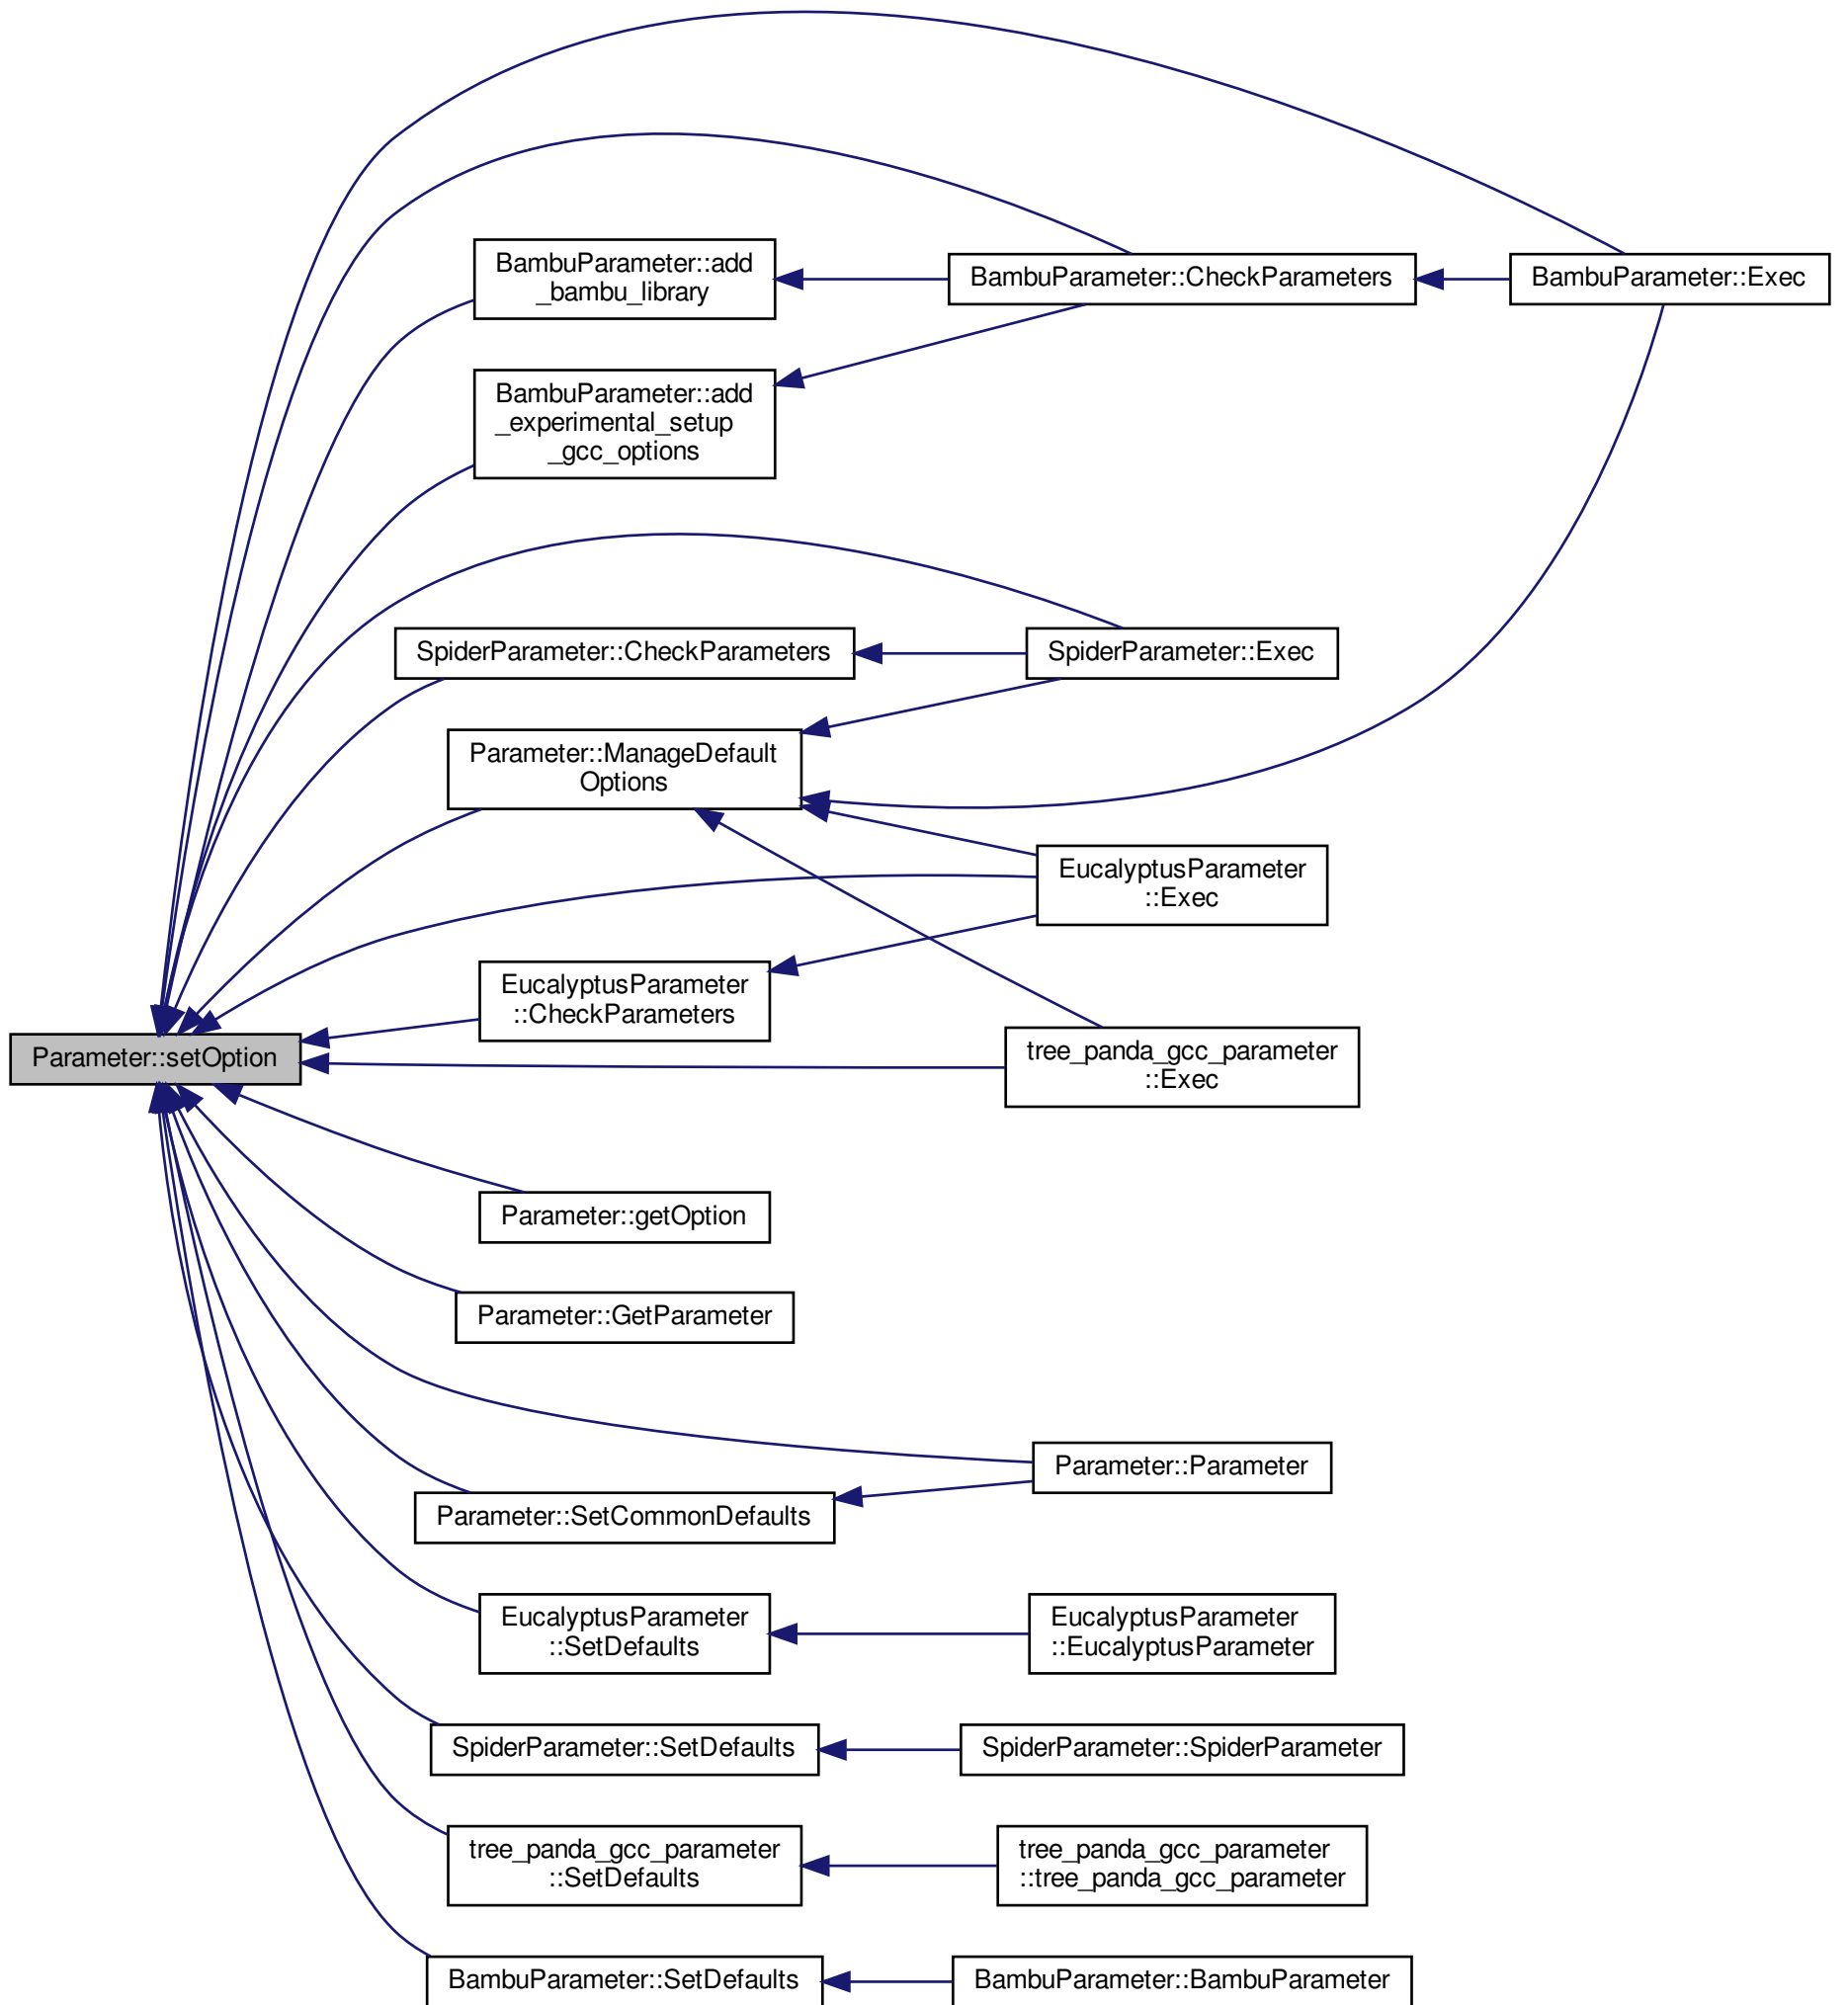 BambuParameter::add
_bambu_library
BambuParameter::CheckParameters
BambuParameter::Exec
BambuParameter::add
_experimental_setup
_gcc_options
SpiderParameter::CheckParameters
SpiderParameter::Exec
Parameter::ManageDefault
Options
EucalyptusParameter
::Exec
EucalyptusParameter
::CheckParameters
Parameter::setOption
tree_panda_gcc_parameter
::Exec
Parameter::getOption
Parameter::GetParameter
Parameter::Parameter
Parameter::SetCommonDefaults
EucalyptusParameter
::SetDefaults
EucalyptusParameter
::EucalyptusParameter
SpiderParameter::SetDefaults
SpiderParameter::SpiderParameter
tree_panda_gcc_parameter
::SetDefaults
tree_panda_gcc_parameter
::tree_panda_gcc_parameter
BambuParameter::SetDefaults
BambuParameter::BambuParameter